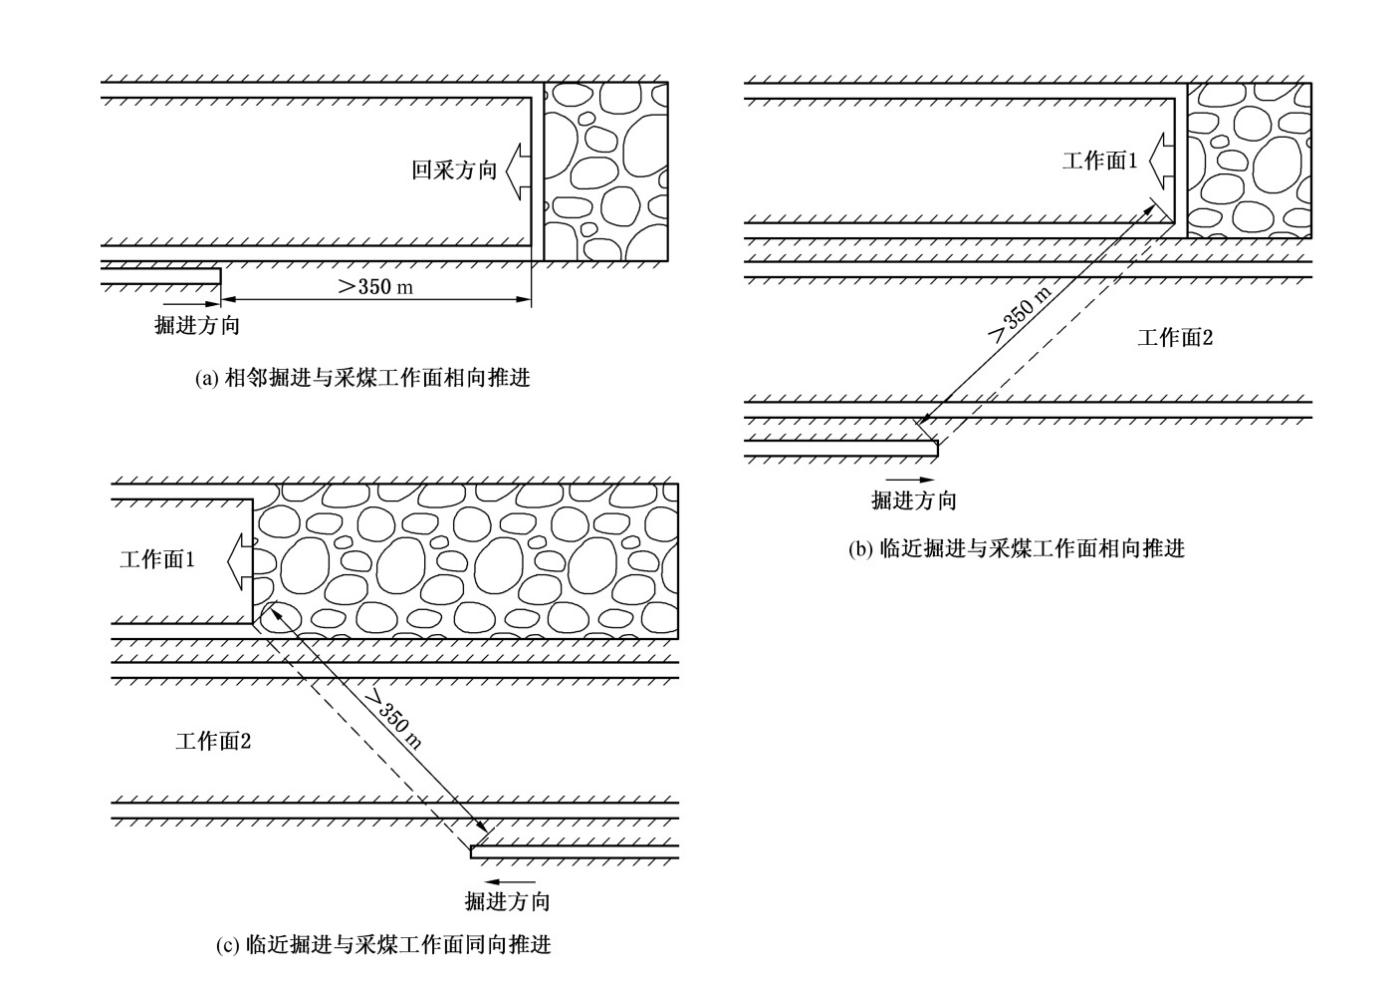 回采方向
>350 m
掘进方向
(a) 相邻掘进与采煤工作面相向推进
工作面1
>350 m
工作面2
掘进方向
(b) 临近掘进与采煤工作面相向推进
工作面1
>350 m
工作面2
掘进方向
(c) 临近掘进与采煤工作面同向推进